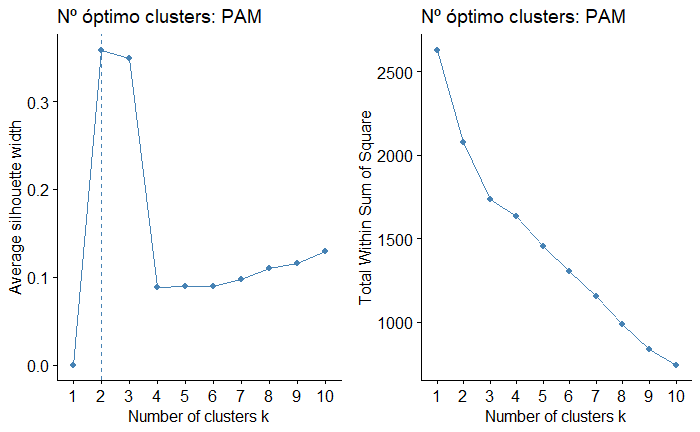 Nº óptimo clusters: PAM
Average silhouette width
0.3
0.2
0.1
0.0
1 2 3 4 5 6 7 8 9 10
Number of clusters k
Nº óptimo clusters: PAM
Total Within Sum of Square
2500
2000
1500
1000
1 2 3 4 5 6 7 8 9 10
Number of clusters k